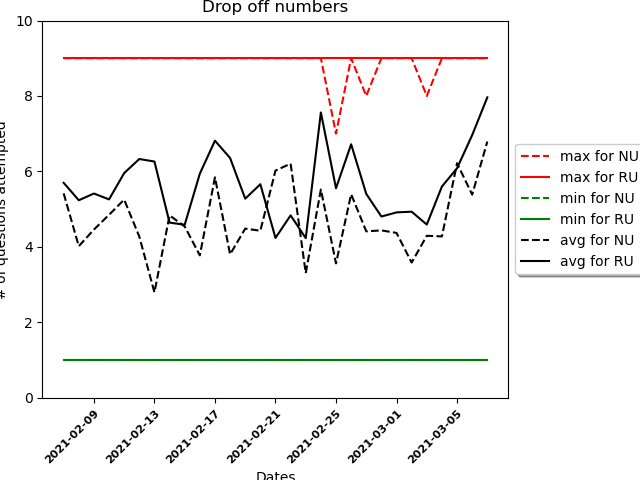 Drop off numbers
10
8
6
4
2
0
# of questions attempted
2021-02-09
2021-02-13
2021-02-17
2021-02-21
2021-02-25
2021-03-01
2021-03-05
Dates
max for NU
max for RU
min for NU
min for RU
avg for NU
avg for RU